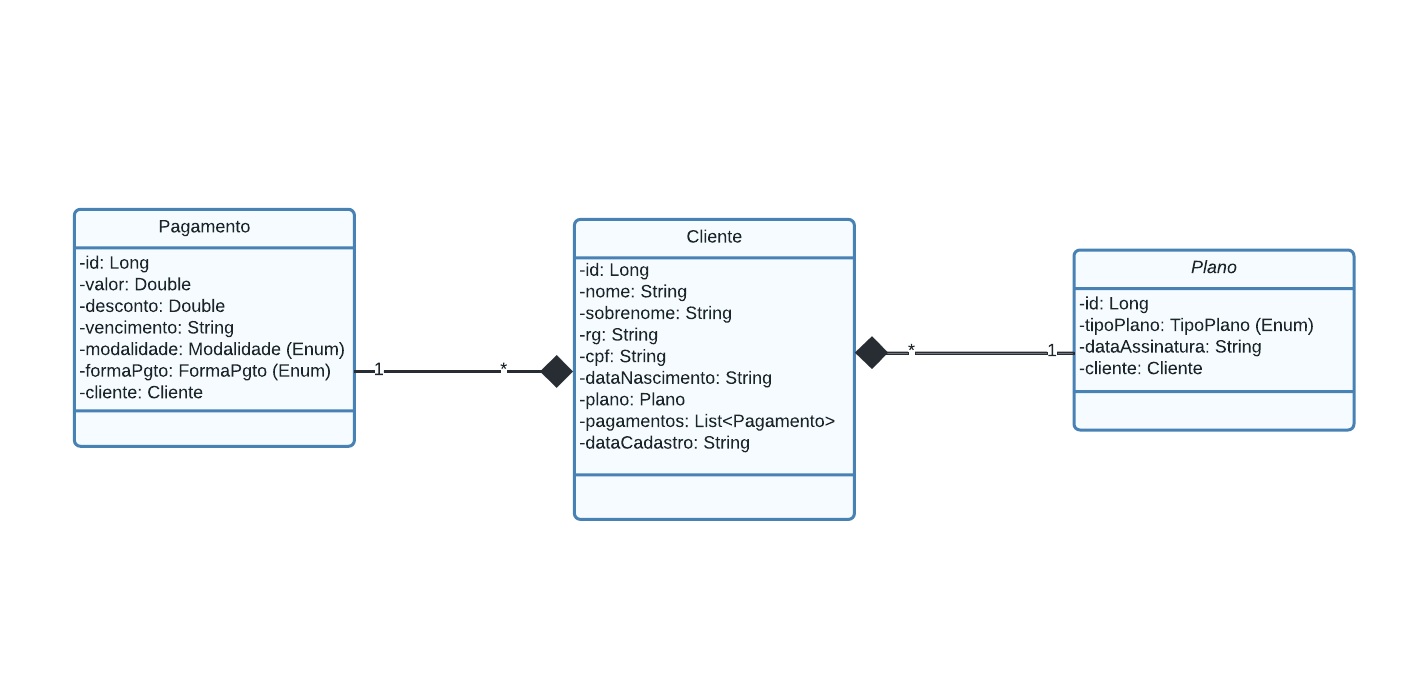 Pagamento
-id: Long
-valor: Double
-desconto: Double
-vencimento: String
-modalidade: Modalidade (Enum)
-formaPgto: FormaPgto (Enum)
-cliente: Cliente
1
*
Cliente
-id: Long
-nome: String
-sobrenome: String
-rg: String
-cpf: String
-dataNascimento: String
-plano: Plano
-pagamentos: List<Pagamento>
-dataCadastro: String
*
1
Plano
-id: Long
-tipoPlano: TipoPlano (Enum)
-dataAssinatura: String
-cliente: Cliente